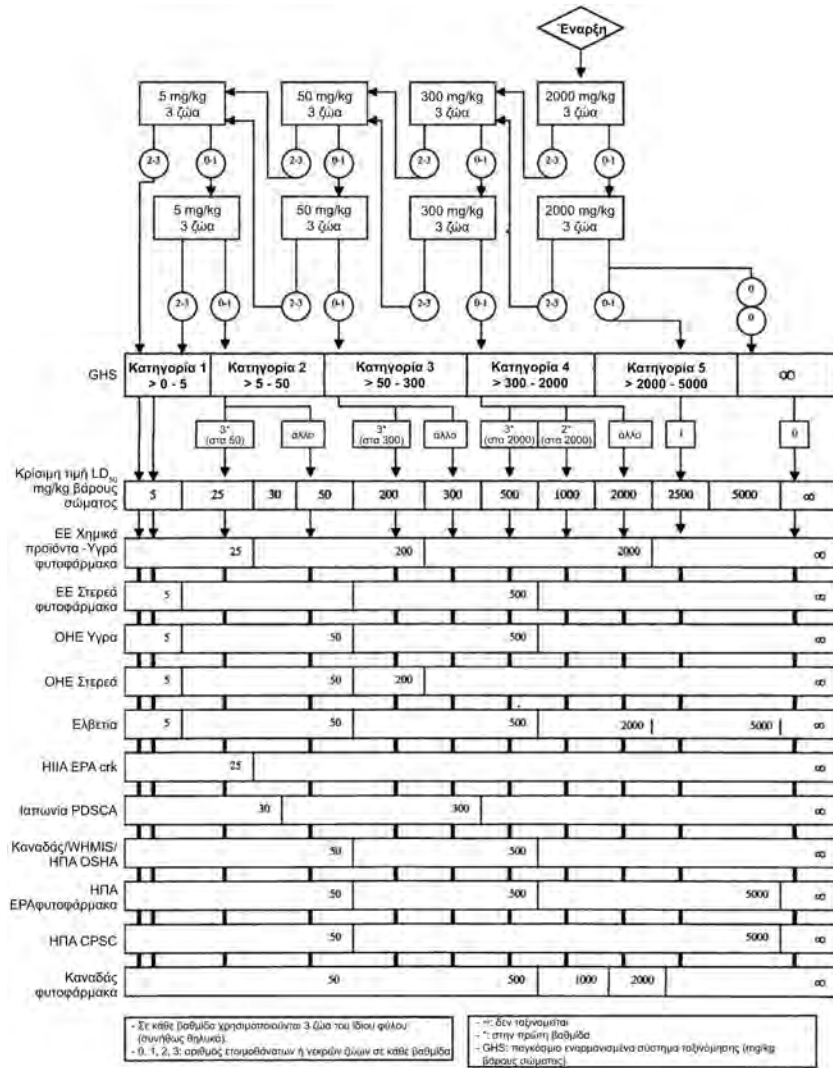 Έναρξη
5 mg/kg
3 ζώα
50 mg/kg
3 ζώα
300 mg/kg
3 ζώα
2000 mg/kg
3 ζώα
2-3
0-1
2-3
0-1
2-3
0-1
2-3
0-1
5 mg/kg
3 ζώα
50 mg/kg
3 ζώα
300 mg/kg
3 ζώα
2000 mg/kg
3 ζώα
2-3
0-1
2-3
0-1
2-3
0-1
2-3
0-1
0
0
GHS
Κατηγορία 1
> 0 - 5
Κατηγορία 2
> 5 - 50
Κατηγορία 3
> 50 - 300
Κατηγορία 4
> 300 - 2000
Κατηγορία 5
> 2000 - 5000
∞
3*
(στα 50)
άλλο
3*
(στα 300)
άλλο
3*
(στα 2000)
2*
(στα 2000)
άλλο
1
0
Κρίσιμη τιμή LD50
mg/kg βάρους
σώματος
5 25 30 50 200 300 500 1000 2000 2500 5000 ∞
ΕΕ Χημικά
προϊόντα -Υγρά
φυτοφάρμακα
25 200 2000 ∞
ΕΕ Στερεά
φυτοφάρμακα
5 500 ∞
ΟΗΕ Υγρα
5 50 500 ∞
ΟΗΕ Στερεά
5 50 200 ∞
Ελβετία
5 50 500 2000 5000 ∞
ΗΠΑ EPA crk
25 ∞
Ιαπωνία PDSCA
30 300 ∞
Καναδάς/WHMIS/
ΗΠΑ OSHA
50 500 ∞
ΗΠΑ
EPAφυτοφάρμακα
50 500 5000 ∞
ΗΠΑ CPSC
50 5000 ∞
Καναδάς
φυτοφάρμακα
50 500 1000 2000 ∞
- Σε κάθε βαθμίδα χρησιμοποιούνται 3 ζώα του ίδιου φύλου
(συνήθως θηλυκά).
- 0, 1, 2, 3: αριθμός ετοιμοθάνατων ή νεκρών ζώων σε κάθε βαθμίδα
- ∞: δεν ταξινομείται
- *: στην πρώτη βαθμίδα
- GHS: παγκόσμιο εναρμονισμένο σύστημα ταξινόμησης (mg/kg
βάρους σώματος)